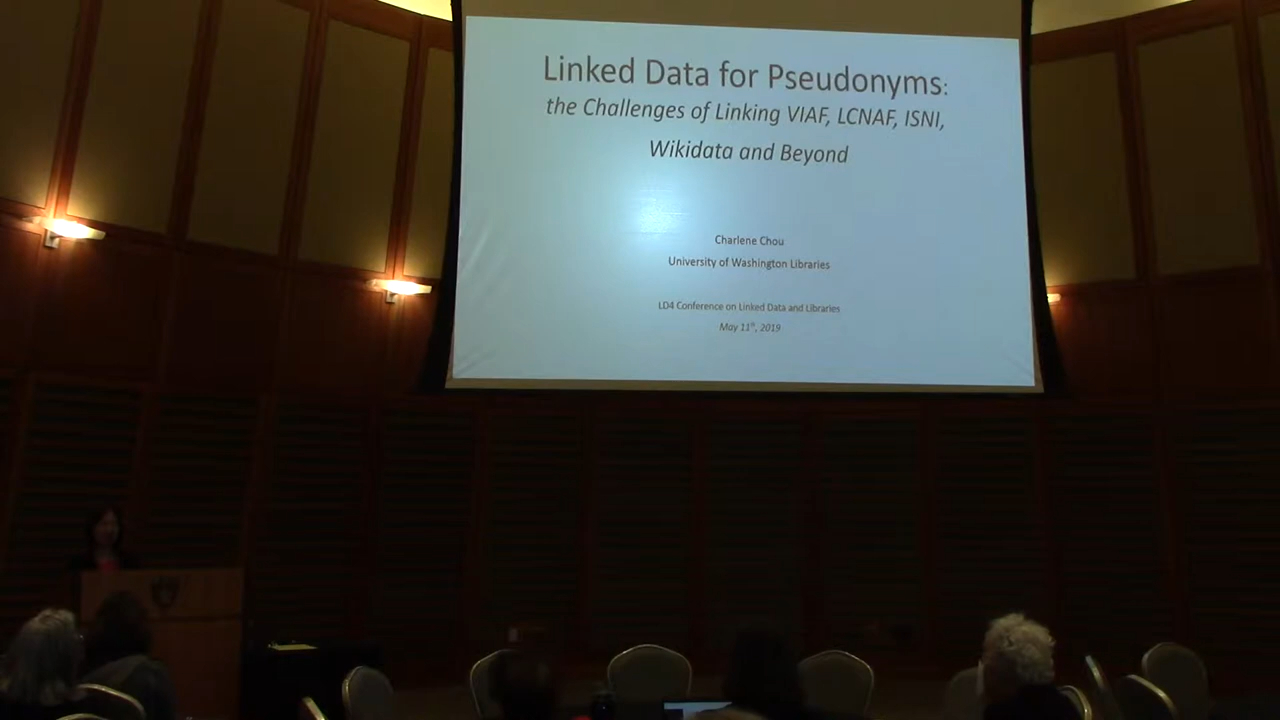 Linked Data for Pseudonyms:
the Challenges of Linking VIAF, LCNAF, ISNI,
Wikidata and Beyond
Charlene Chou
University of Washington Libraries
LD4 Conference on Linked Data and Libraries
May 11th, 2019